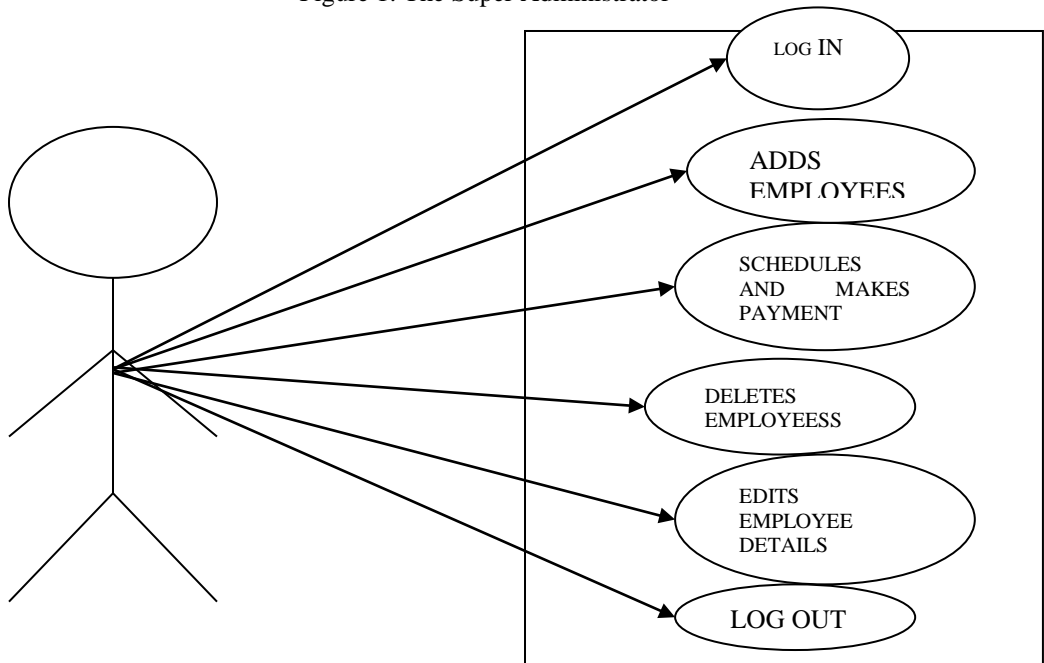 Figure 1: The Super Administrator
LOG IN
ADDS
EMPLOYEES
SCHEDULES
AND MAKES
PAYMENT
DELETES
EMPLOYEESS
EDITS
EMPLOYEE
DETAILS
LOG OUT